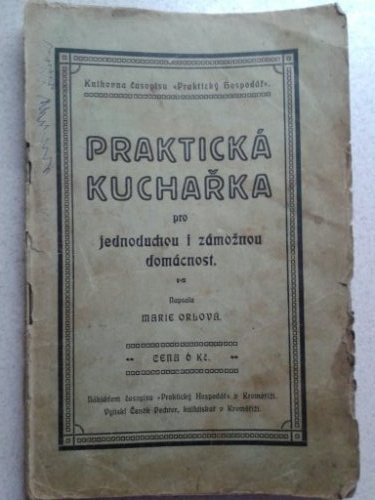 Knihovna časopisu »Praktický Hospodář«.
PRAKTICKÁ
KUCHAŘKA
pro
jednoduchou i zámožnou
domácnost.
Napsala
MARIE ORLOVÁ.
CENA 6 Kč.
Nákladem časopisu »Praktický Hospodář« v Kroměříži.
Vytiskl Čeněk Pechter, knihtiskař v Kroměříži.